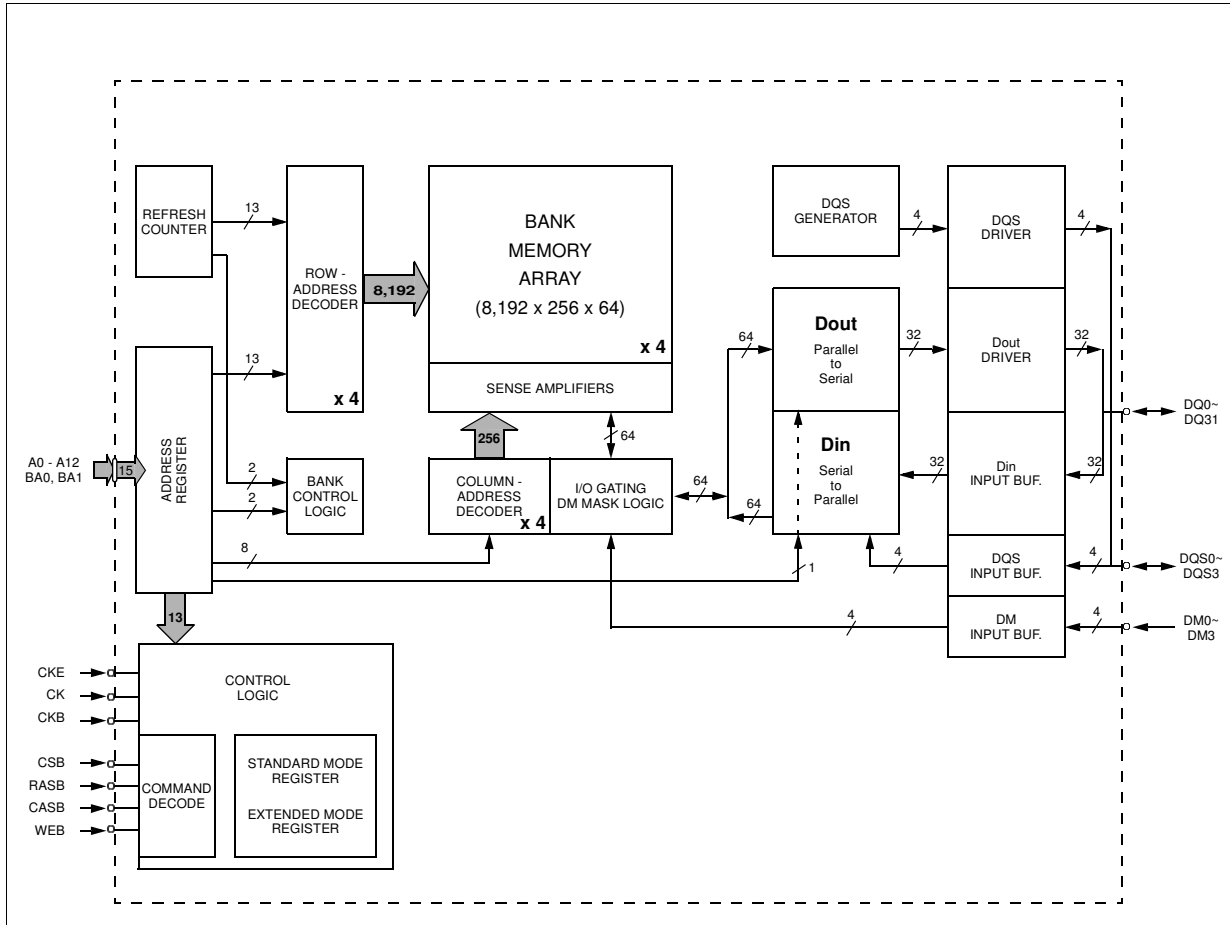 REFRESH
COUNTER
13
ROW -
ADDRESS
DECODER
x 4
8,192
BANK
MEMORY
ARRAY
(8,192 x 256 x 64)
x 4
SENSE AMPLIFIERS
DQS
GENERATOR
4
DQS
DRIVER
4
Dout
Parallel
to
Serial
64
32
Dout
DRIVER
32
13
A0 - A12
BA0, BA1
15
ADDRESS
REGISTER
2
2
BANK
CONTROL
LOGIC
256
64
COLUMN -
ADDRESS
DECODER
x 4
I/O GATING
DM MASK LOGIC
64
64
Din
Serial
to
Parallel
32
Din
INPUT BUF.
32
DQ0~
DQ31
8
1
4
DQS
INPUT BUF.
4
DQS0~
DQS3
4
DM
INPUT BUF.
4
DM0~
DM3
13
CONTROL
LOGIC
CKE
CK
CKB
CSB
RASB
CASB
WEB
COMMAND
DECODE
STANDARD MODE
REGISTER
EXTENDED MODE
REGISTER